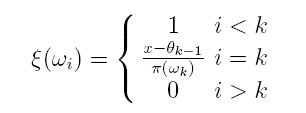 1 i < k
ξ(ω_i) = { (x−θ_{k−1})/π(ω_k) i = k
0 i > k